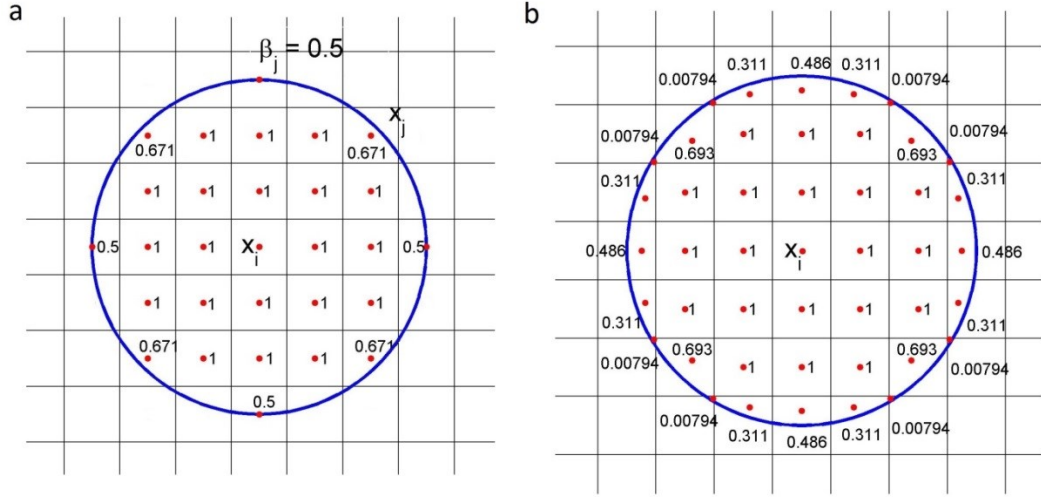 a
βj = 0.5
xj
1 1 1
0.671 0.671
1 1 1 1 1
0.5 1 1 xi 1 1 0.5
1 1 1 1 1
0.671 0.671
1 1 1
0.5
b
0.311 0.486 0.311
0.00794 0.00794
0.00794 1 1 1 0.00794
0.693 0.693
0.311 0.311
1 1 1 1 1
0.486 1 1 xi 1 1 0.486
1 1 1 1 1
0.311 0.311
0.693 0.693
0.00794 1 1 1 0.00794
0.00794 0.00794
0.311 0.486 0.311